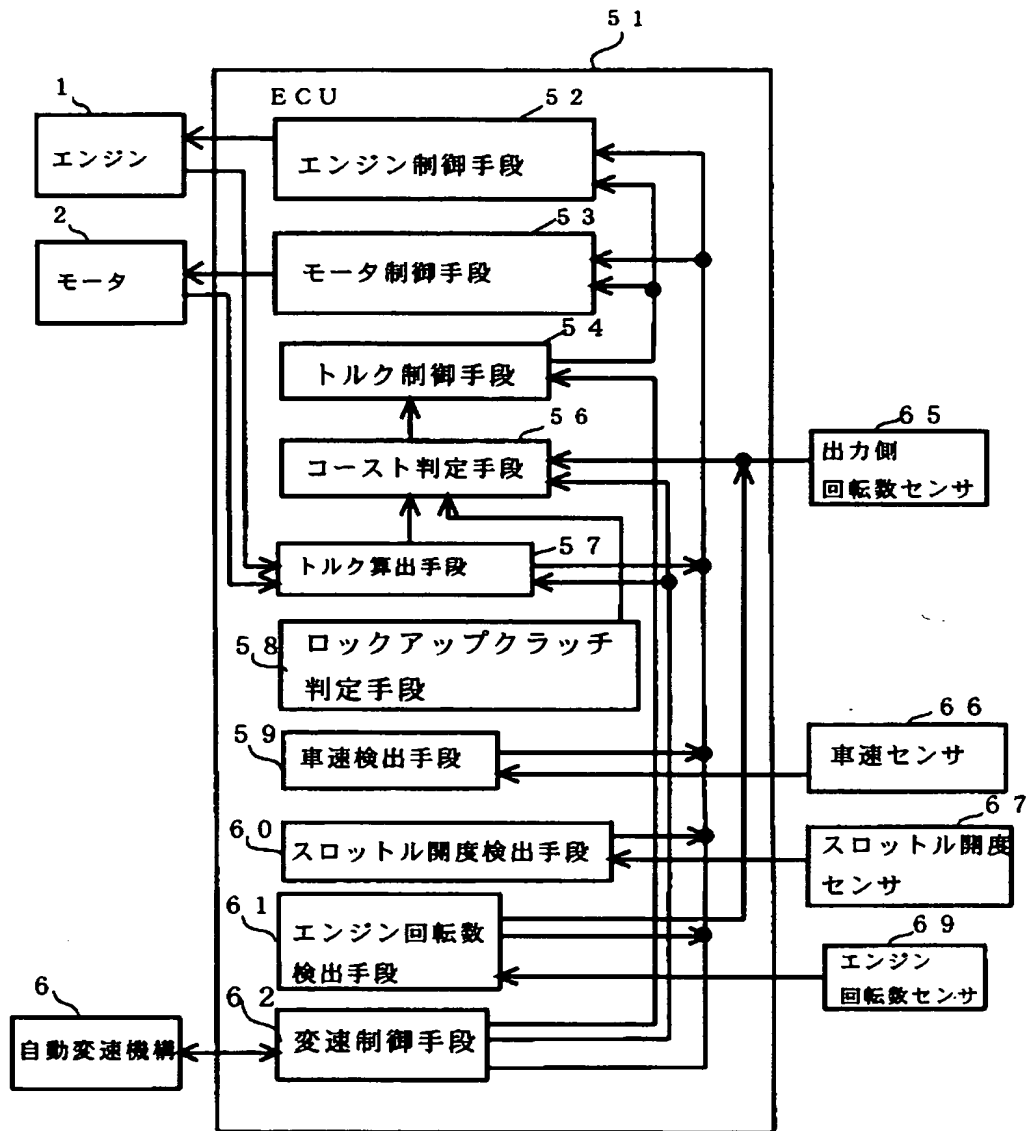 ５１
１
ＥＣＵ
５２
エンジン
エンジン制御手段
２
５３
モータ
モータ制御手段
５４
トルク制御手段
５６
６５
コースト判定手段
出力側
回転数センサ
５７
トルク算出手段
５８
ロックアップクラッチ
判定手段
５９
車速検出手段
６６
車速センサ
６０
スロットル開度検出手段
６７
スロットル開度
センサ
６１
エンジン回転数
検出手段
６９
エンジン
回転数センサ
６
自動変速機構
６２
変速制御手段